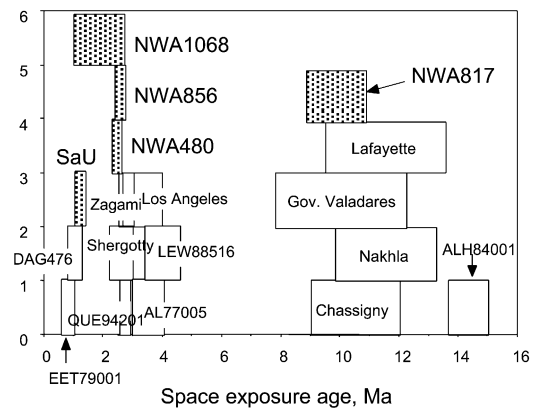 6
NWA1068
5
NWA856
NWA817
4
NWA480
Lafayette
SaU
3
Zagami
Los Angeles
Gov. Valadares
2
Shergotty
LEW88516
DAG476
Nakhla
ALH84001
1
QUE94201
AL77005
Chassigny
0
0 2 4 6 8 10 12 14 16
EET79001
Space exposure age, Ma